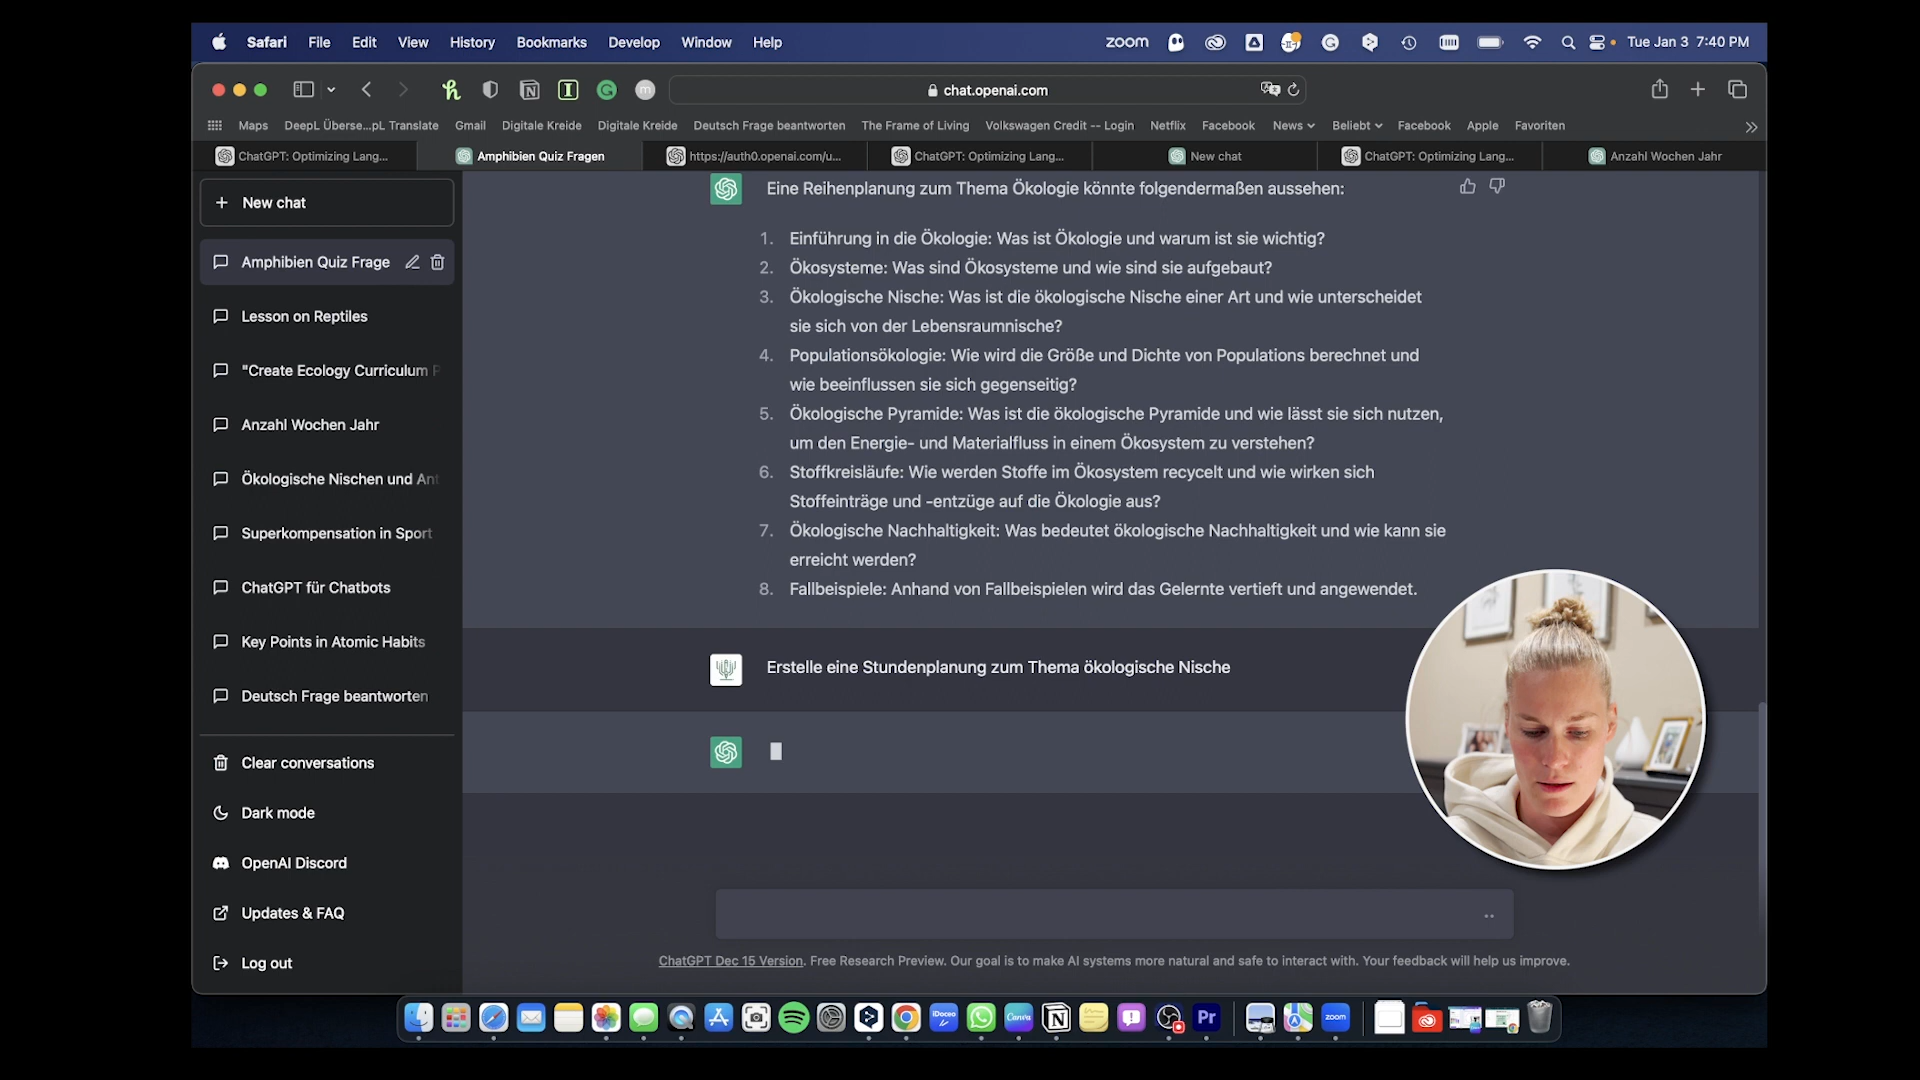 Safari File Edit View History Bookmarks Develop Window Help zoom Tue Jan 3 7:40 PM
chat.openai.com
Maps DeepL Überse...pL Translate Gmail Digitale Kreide Digitale Kreide Deutsch Frage beantworten The Frame of Living Volkswagen Credit -- Login Netflix Facebook News Beliebt Facebook Apple Favoriten
ChatGPT: Optimizing Lang... Amphibien Quiz Fragen https://auth0.openai.com/u... ChatGPT: Optimizing Lang... New chat ChatGPT: Optimizing Lang... Anzahl Wochen Jahr
New chat
Amphibien Quiz Frage
Lesson on Reptiles
"Create Ecology Curriculum P
Anzahl Wochen Jahr
Ökologische Nischen und Ant
Superkompensation in Sport
ChatGPT für Chatbots
Key Points in Atomic Habits
Deutsch Frage beantworten
Clear conversations
Dark mode
OpenAI Discord
Updates & FAQ
Log out
Eine Reihenplanung zum Thema Ökologie könnte folgendermaßen aussehen:
1. Einführung in die Ökologie: Was ist Ökologie und warum ist sie wichtig?
2. Ökosysteme: Was sind Ökosysteme und wie sind sie aufgebaut?
3. Ökologische Nische: Was ist die ökologische Nische einer Art und wie unterscheidet
sie sich von der Lebensraumnische?
4. Populationsökologie: Wie wird die Größe und Dichte von Populations berechnet und
wie beeinflussen sie sich gegenseitig?
5. Ökologische Pyramide: Was ist die ökologische Pyramide und wie lässt sie sich nutzen,
um den Energie- und Materialfluss in einem Ökosystem zu verstehen?
6. Stoffkreisläufe: Wie werden Stoffe im Ökosystem recycelt und wie wirken sich
Stoffeinträge und -entzüge auf die Ökologie aus?
7. Ökologische Nachhaltigkeit: Was bedeutet ökologische Nachhaltigkeit und wie kann sie
erreicht werden?
8. Fallbeispiele: Anhand von Fallbeispielen wird das Gelernte vertieft und angewendet.
Erstelle eine Stundenplanung zum Thema ökologische Nische
ChatGPT Dec 15 Version. Free Research Preview. Our goal is to make AI systems more natural and safe to interact with. Your feedback will help us improve.
iDoceo Canva Pr zoom